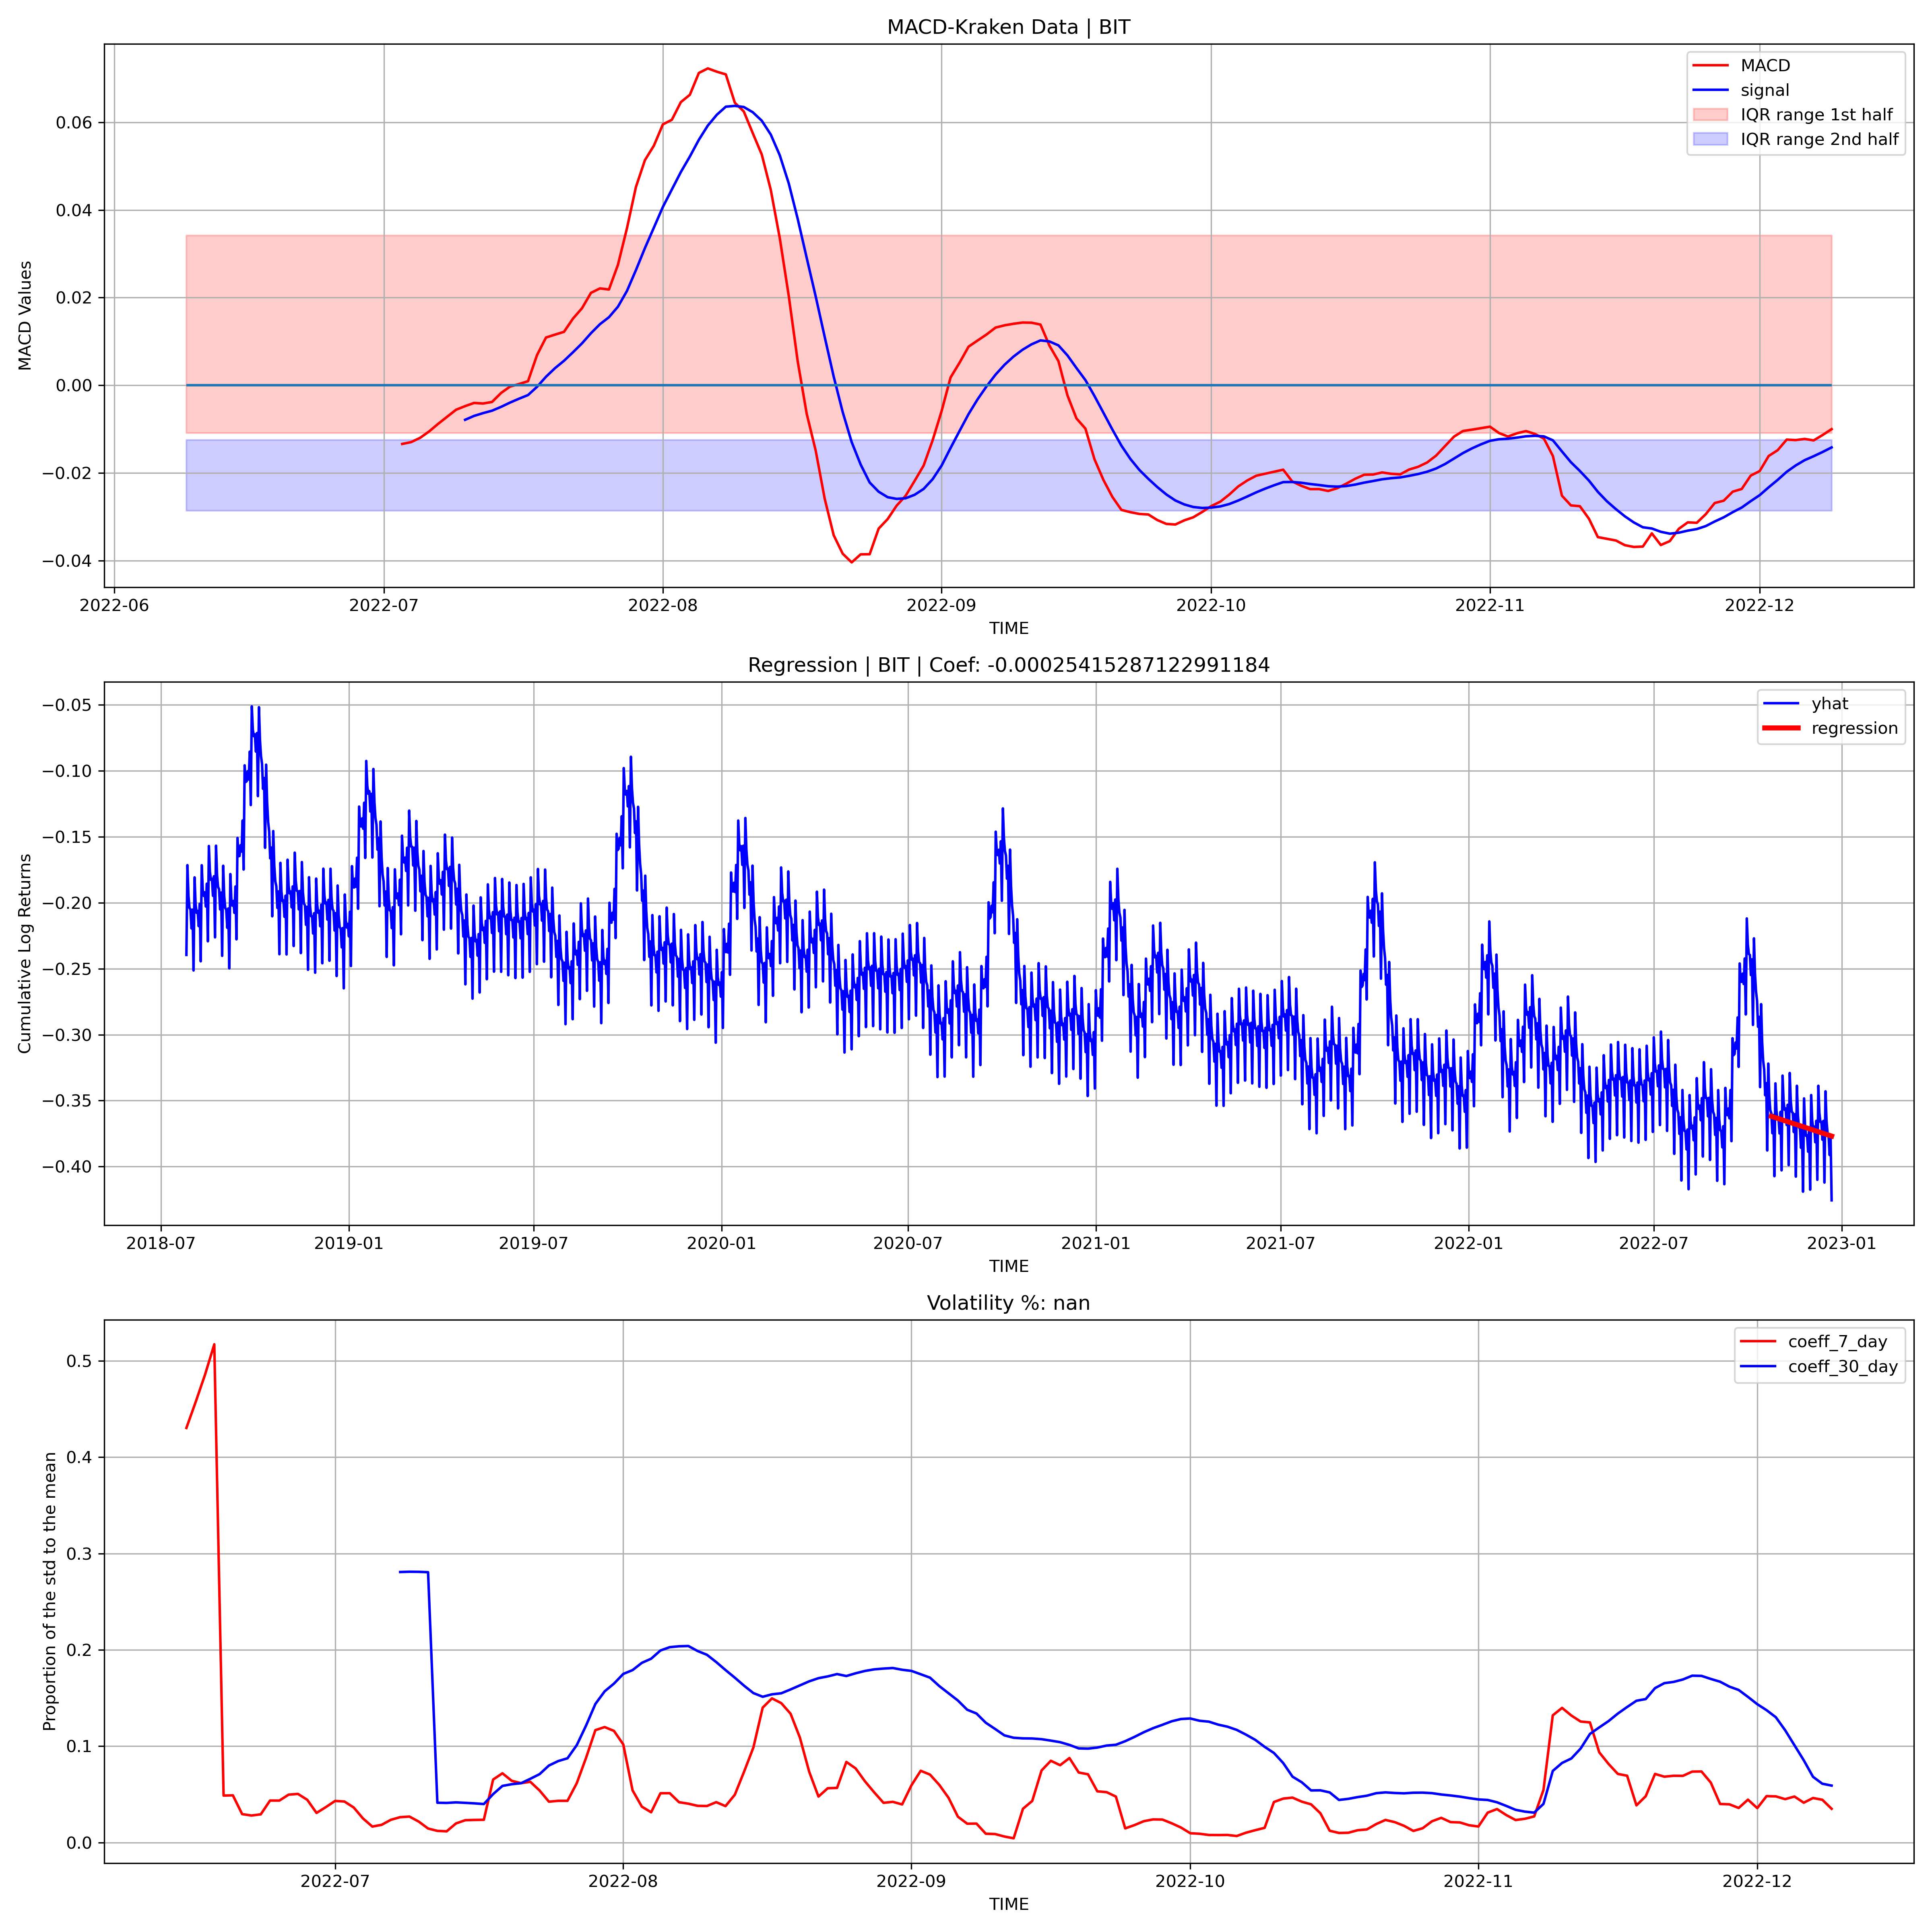 MACD-Kraken Data | BIT
MACD
signal
IQR range 1st half
IQR range 2nd half
MACD Values
0.06
0.04
0.02
0.00
−0.02
−0.04
2022-06 2022-07 2022-08 2022-09 2022-10 2022-11 2022-12
TIME
Regression | BIT | Coef: -0.00025415287122991184
yhat
regression
Cumulative Log Returns
−0.05
−0.10
−0.15
−0.20
−0.25
−0.30
−0.35
−0.40
2018-07 2019-01 2019-07 2020-01 2020-07 2021-01 2021-07 2022-01 2022-07 2023-01
TIME
Volatility %: nan
coeff_7_day
coeff_30_day
Proportion of the std to the mean
0.5
0.4
0.3
0.2
0.1
0.0
2022-07 2022-08 2022-09 2022-10 2022-11 2022-12
TIME